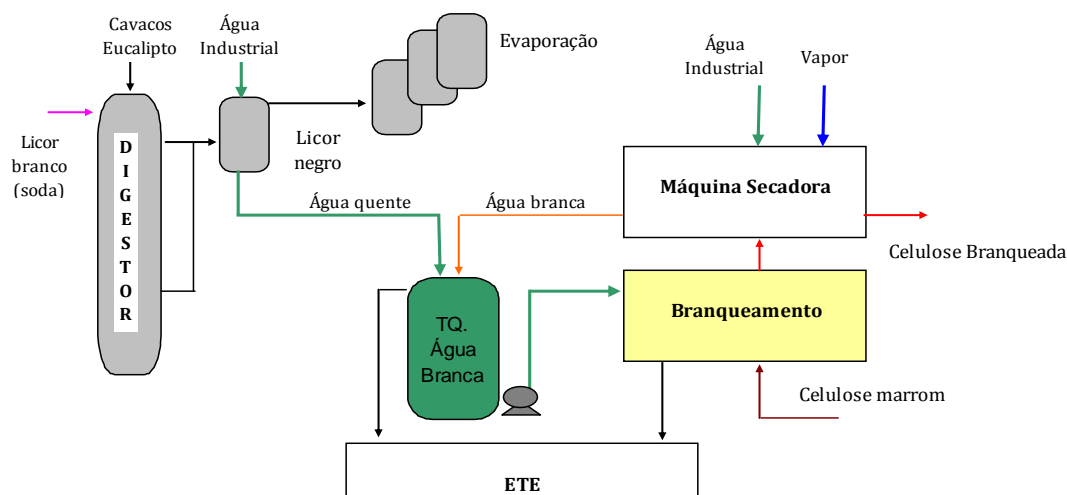 Cavacos
Eucalipto
Água
Industrial
Evaporação
Água
Industrial
Vapor
Licor
branco
(soda)
D
I
G
E
S
T
O
R
Licor
negro
Máquina Secadora
Água quente
Água branca
Celulose Branqueada
TQ.
Água
Branca
Branqueamento
Celulose marrom
ETE